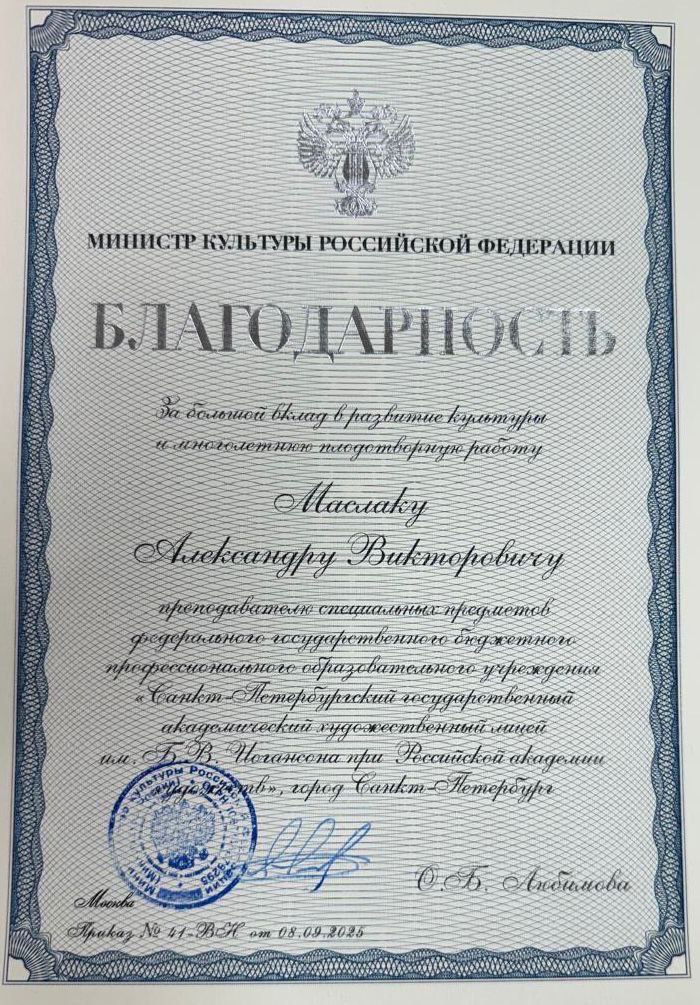 МИНИСТР КУЛЬТУРЫ РОССИЙСКОЙ ФЕДЕРАЦИИ
БЛАГОДАРНОСТЬ
За большой вклад в развитие культуры
и многолетнюю плодотворную работу
Маслаку
Александру Викторовичу
преподавателю специальных предметов
федерального государственного бюджетного
профессионального образовательного учреждения
«Санкт-Петербургский государственный
академический художественный лицей
им. Б.В. Иогансона при Российской академии
художеств», город Санкт-Петербург
О.Б. Любимова
Москва
Приказ № 41-ВН от 08.09.2025